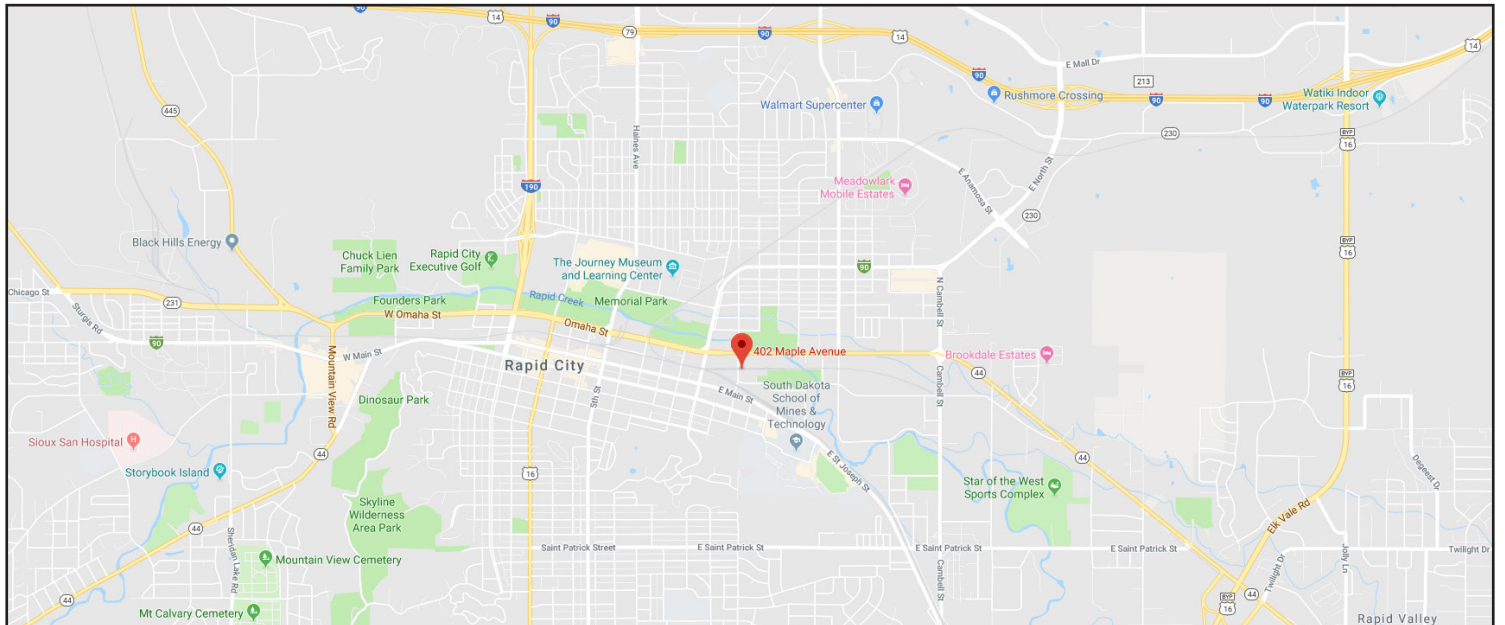 14
90
79
90
14
14
E Mall Dr
213
90
Rushmore Crossing
90
90
Watiki Indoor
Waterpark Resort
Walmart Supercenter
445
Haines Ave
230
BYP
16
E North St
E Anamosa St
Meadowlark
Mobile Estates
190
230
Black Hills Energy
Chuck Lien
Family Park
Rapid City
Executive Golf
The Journey Museum
and Learning Center
90
BYP
16
N Cambell St
Chicago St
231
Sturgis Rd
Founders Park
W Omaha St
Rapid Creek
Memorial Park
Omaha St
90
W Main St
Mountain View Rd
Rapid City
402 Maple Avenue
Brookdale Estates
44
Cambell St
BYP
16
5th St
E Main St
South Dakota
School of
Mines &
Technology
Dinosaur Park
Sioux San Hospital
H
44
Storybook Island
16
E St Joseph St
44
Degeest Dr
Star of the West
Sports Complex
Skyline
Wilderness
Area Park
44
Elk Vale Rd
Sheridan Lake Rd
Mountain View Cemetery
Saint Patrick Street
E Saint Patrick St
E Saint Patrick St
E Saint Patrick St
Jolly Ln
Twilight Dr
Twilight Dr
Cambell St
44
BYP
16
44
Mt Calvary Cemetery
Rapid Valley